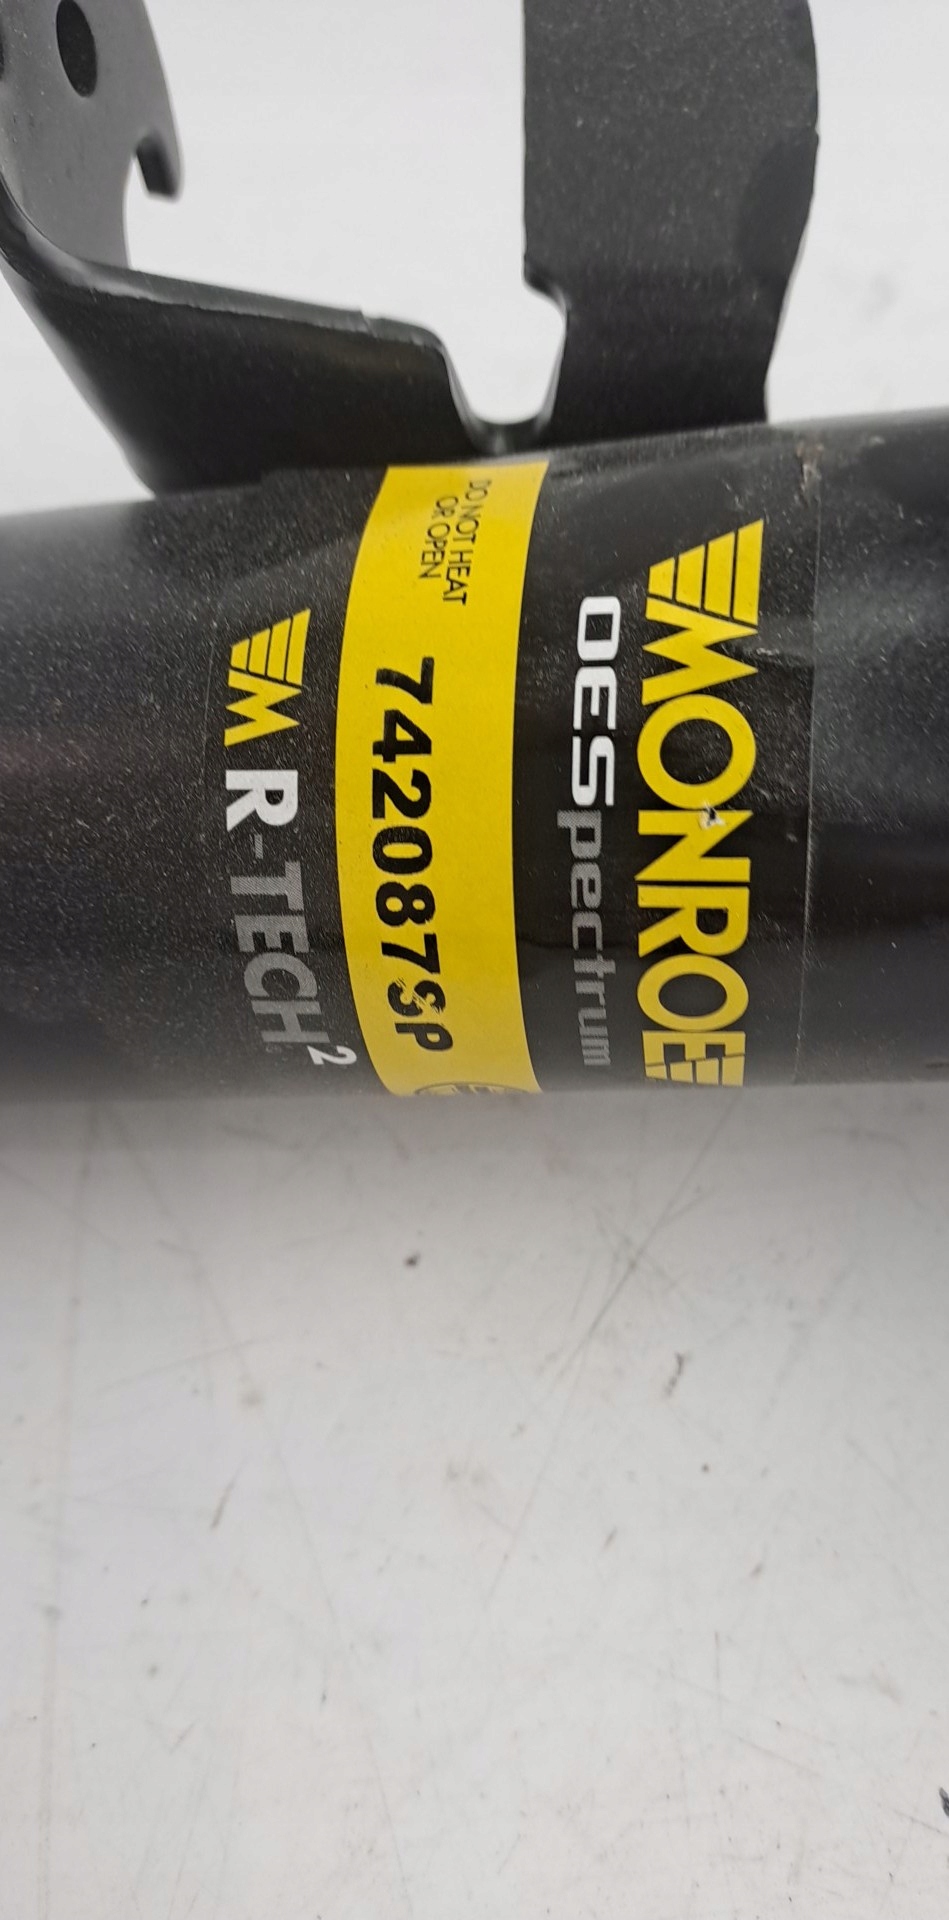 MONROE
OESpectrum
DO NOT HEAT
OR OPEN
742087SP
M R-TECH²